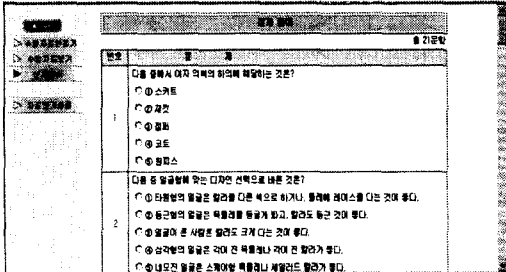 총 21문항
번호
문 제
1
다음 중에서 여자 의복의 하의에 해당하는 것은?
① 스커트
② 자켓
③ 점퍼
④ 코트
⑤ 원피스
2
다음 중 얼굴형에 맞는 디자인 선택으로 바른 것은?
① 타원형의 얼굴은 칼라를 다른 색으로 하거나, 둘레에 레이스를 다는 것이 좋다.
② 둥근형의 얼굴은 목둘레를 둥글게 파고, 칼라도 둥근 것이 좋다.
③ 얼굴이 큰 사람은 칼라도 크게 다는 것이 좋다.
④ 삼각형의 얼굴은 각이 진 목둘레나 각이 진 칼라가 좋다.
⑤ 네모진 얼굴은 스퀘어형 목둘레나 세일러드 칼라가 좋다.